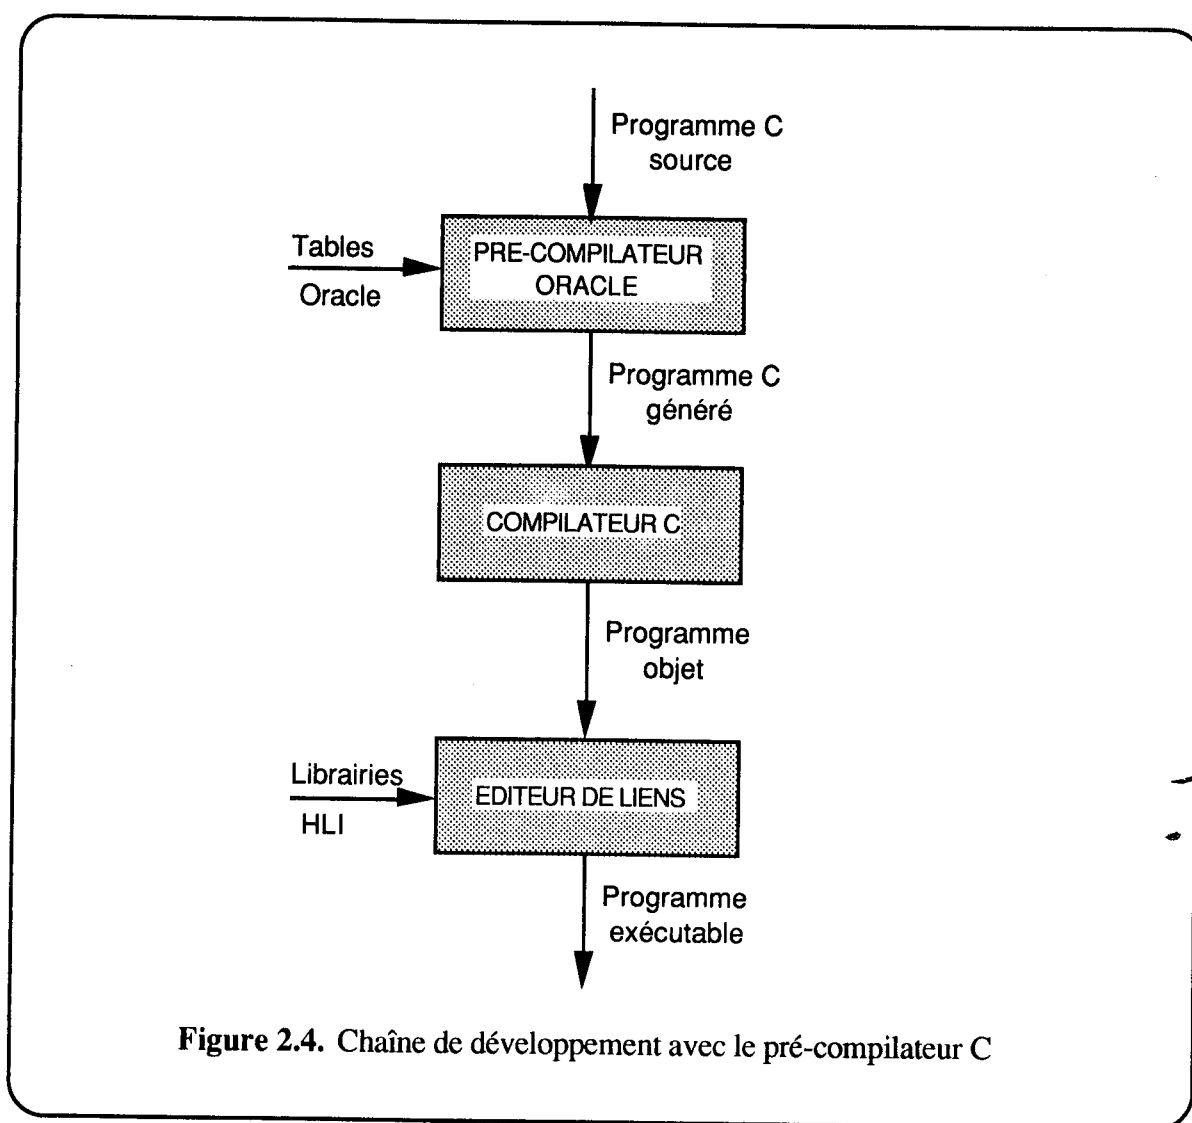 Programme C
source
Tables
Oracle
PRE-COMPILATEUR
ORACLE
Programme C
généré
COMPILATEUR C
Programme
objet
Librairies
HLI
EDITEUR DE LIENS
Programme
exécutable
Figure 2.4. Chaîne de développement avec le pré-compilateur C